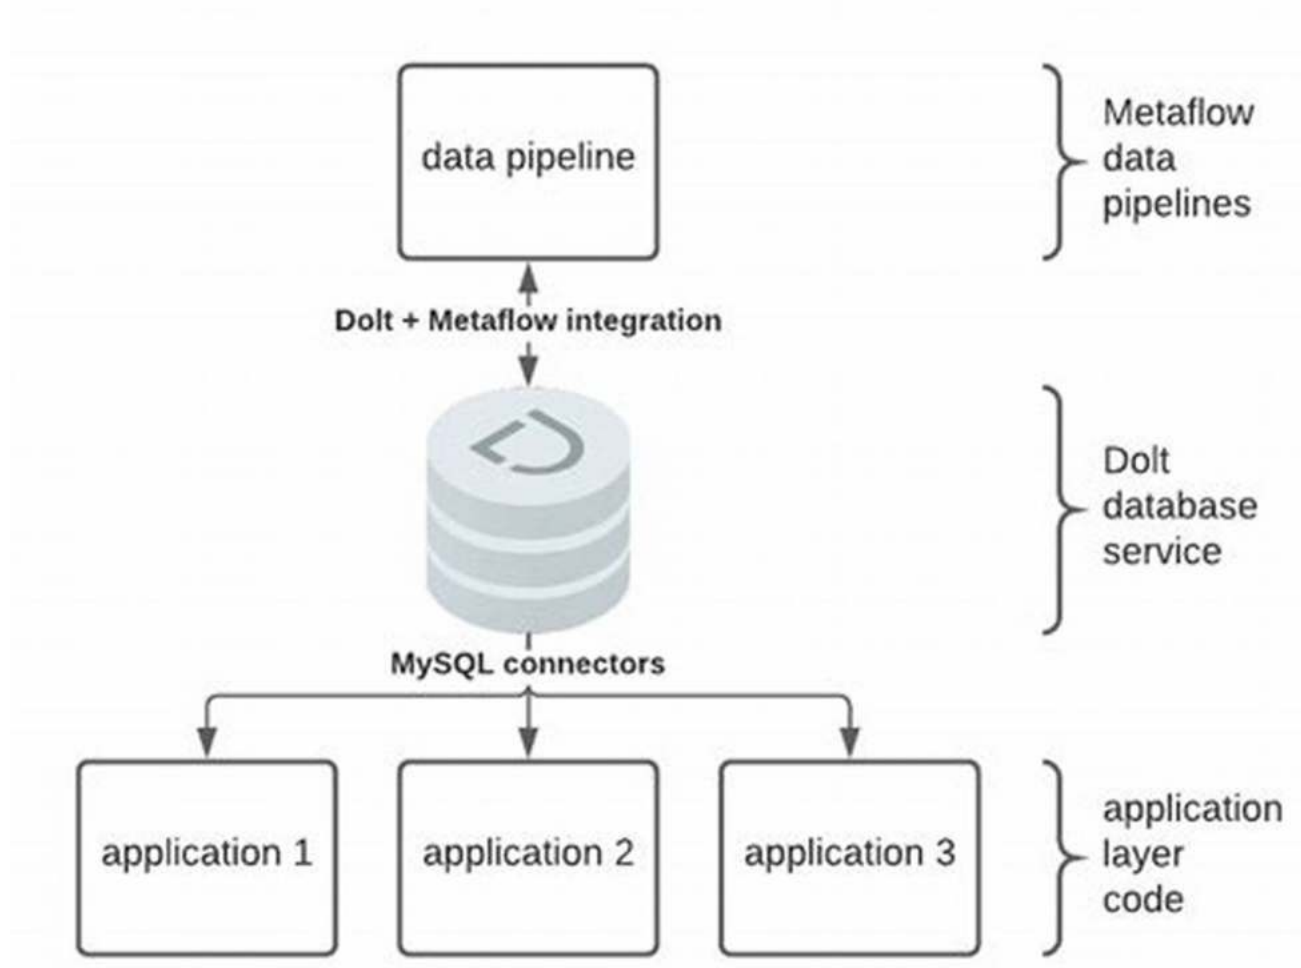 data pipeline
Metaflow
data
pipelines
Dolt + Metaflow integration
Dolt
database
service
MySQL connectors
application 1
application 2
application 3
application
layer
code